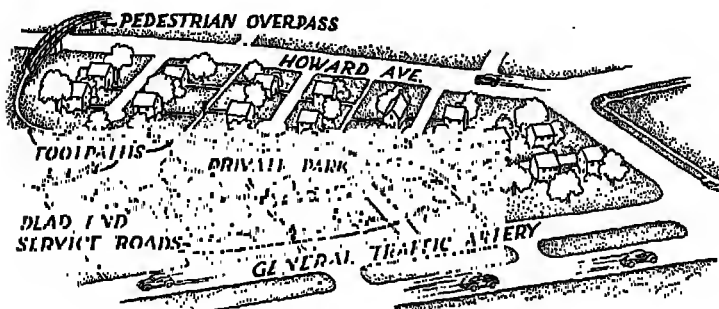 PEDESTRIAN OVERPASS
HOWARD AVE.
FOOTPATHS
PRIVATE PARK
DEAD END
SERVICE ROADS
GENERAL TRAFFIC ARTERY